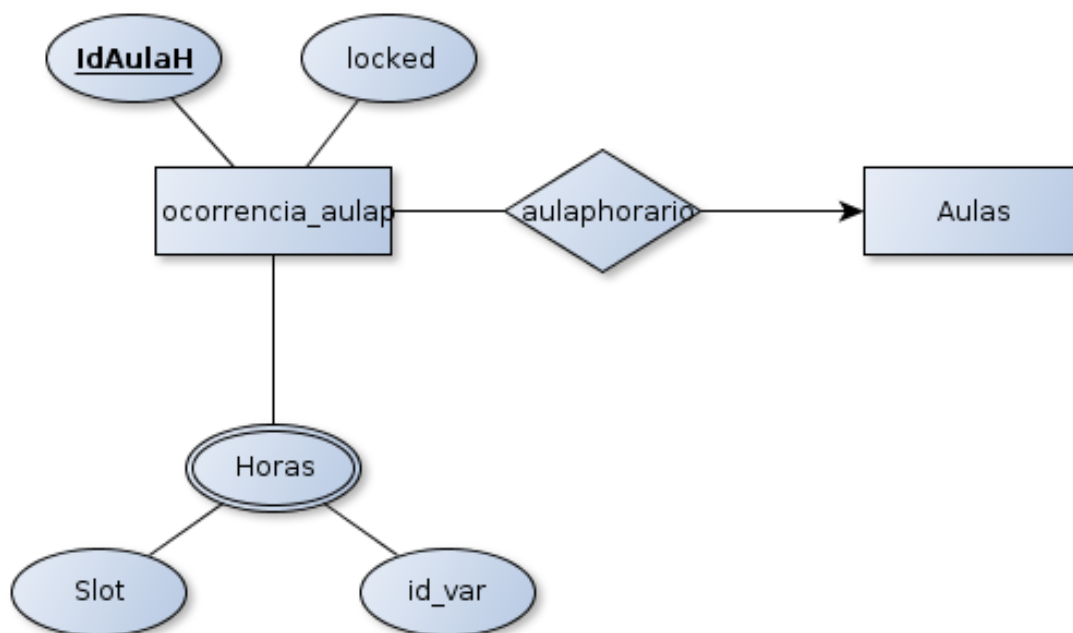 IdAulaH
locked
ocorrencia_aulap
aulaphorario
Aulas
Horas
Slot
id_var